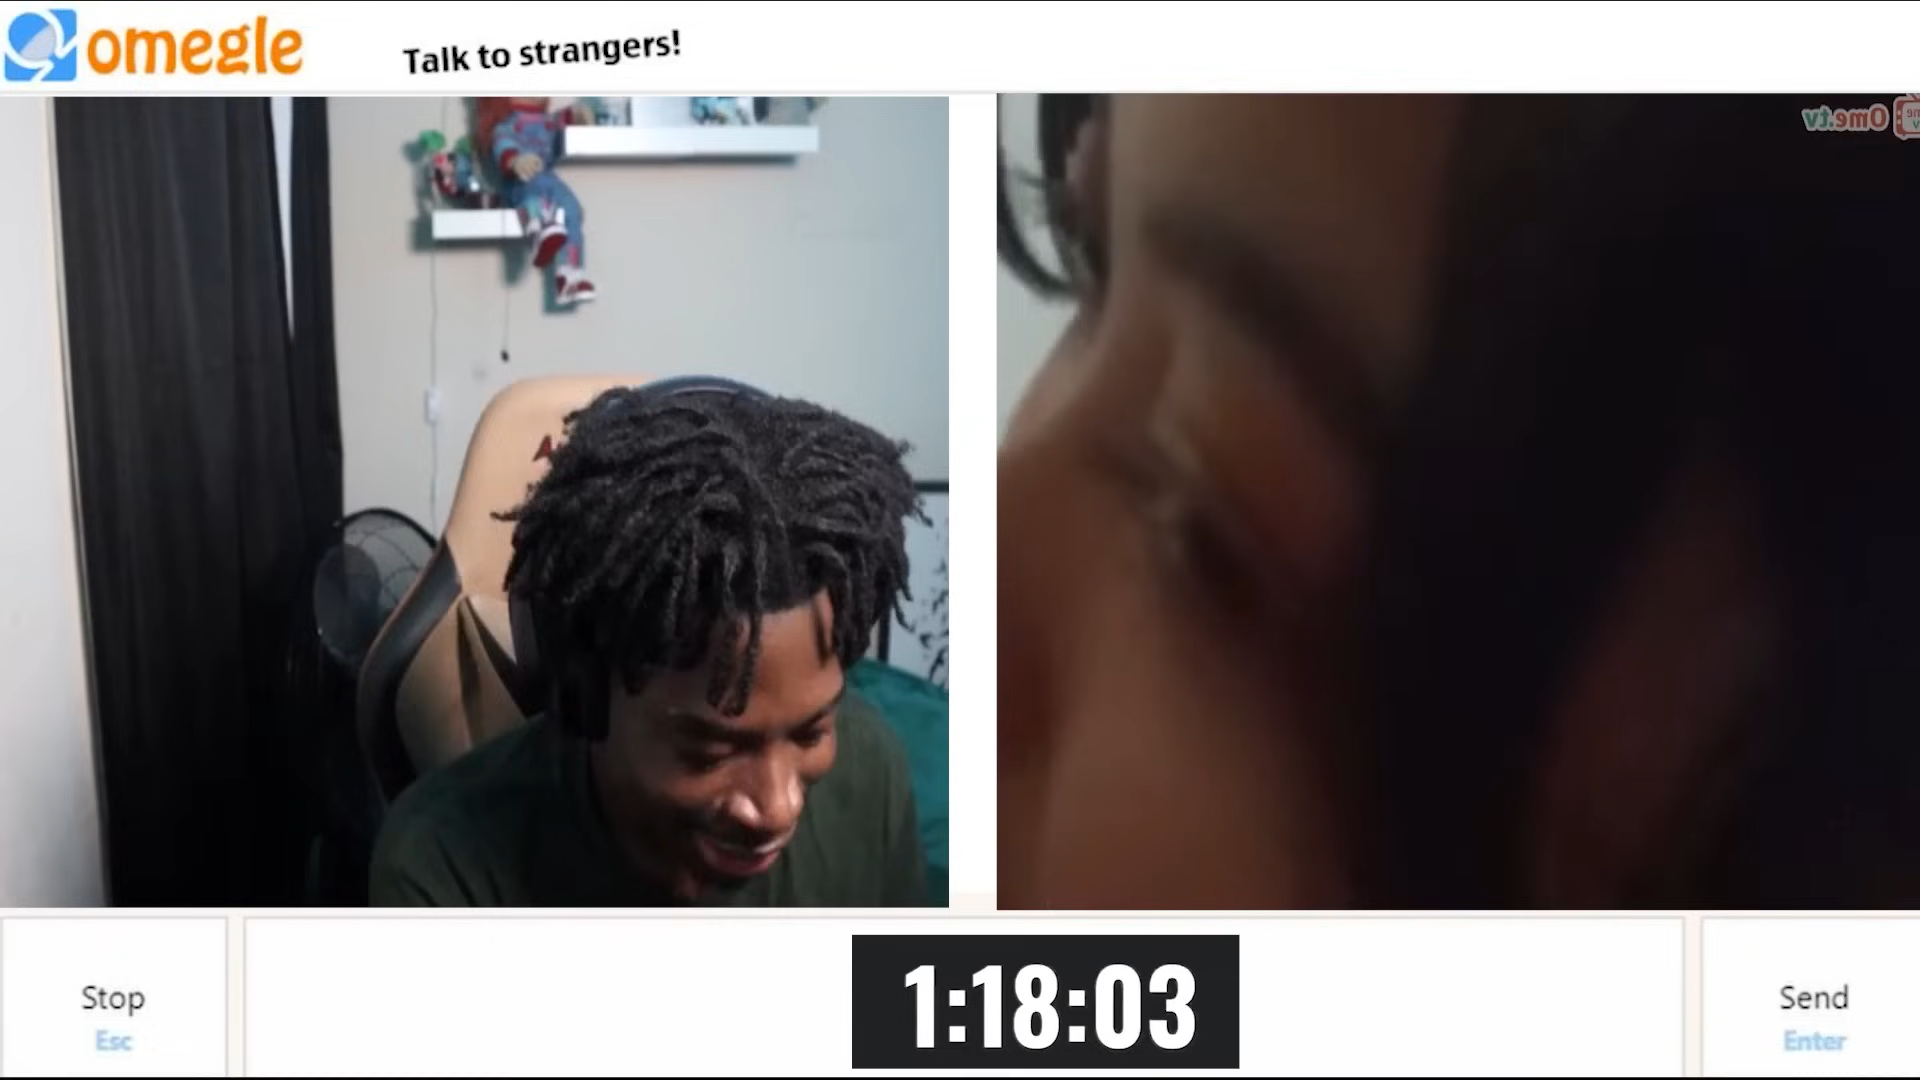 omegle
Talk to strangers!
Ome.tv
Stop
Esc
1:18:03
Send
Enter